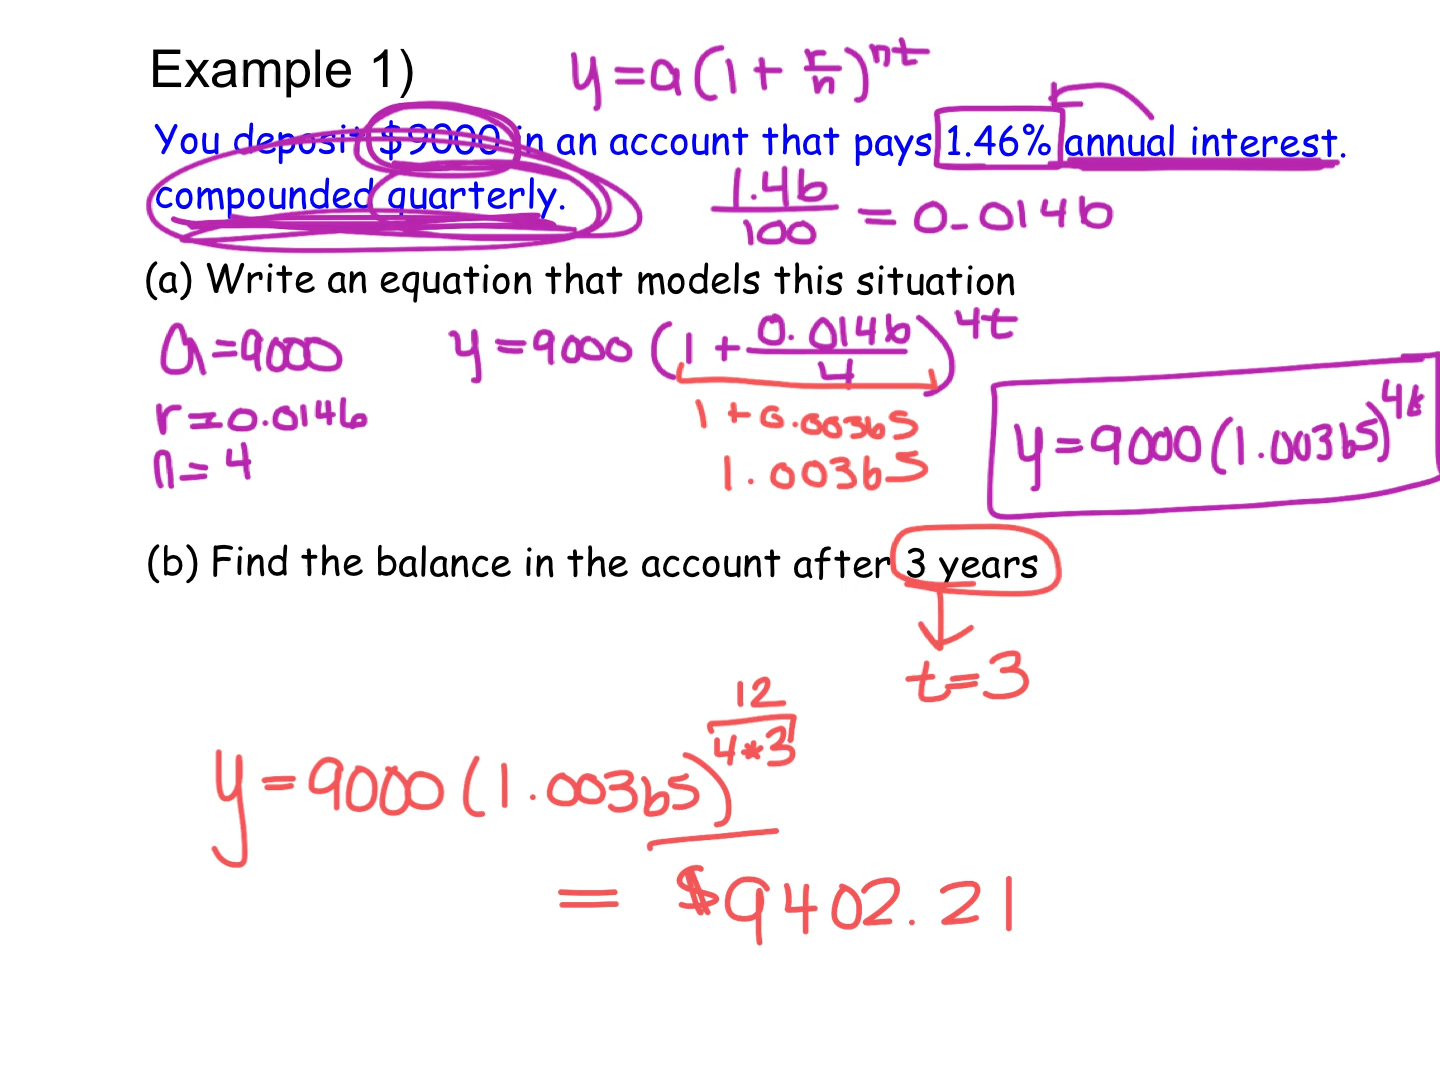 Example 1)
y = a(1 + r/n)^nt
You deposit $9000 in an account that pays 1.46% annual interest.
compounded quarterly.
1.46/100 = 0.0146
(a) Write an equation that models this situation
a = 9000
y = 9000 (1 + 0.0146/4)^4t
r = 0.0146
1 + 0.00365
n = 4
1.00365
y = 9000(1.00365)^4t
(b) Find the balance in the account after 3 years
t = 3
12
y = 9000(1.00365)^4*3
= $9402.21